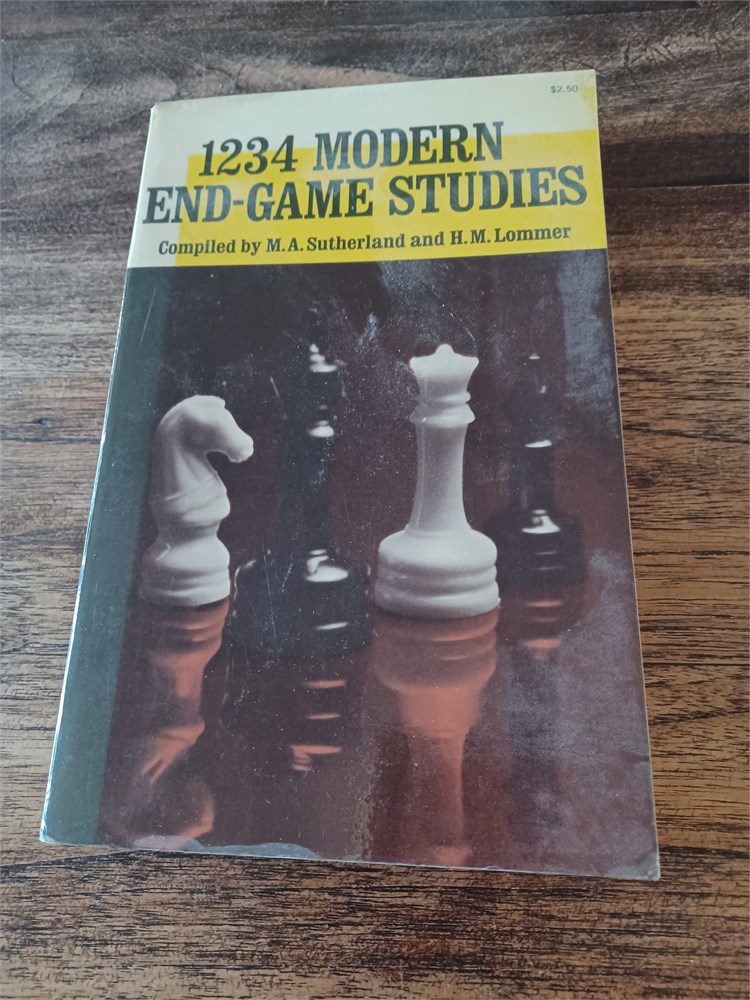 $2.50
1234 MODERN
END-GAME STUDIES
Compiled by M.A. Sutherland and H.M. Lommer